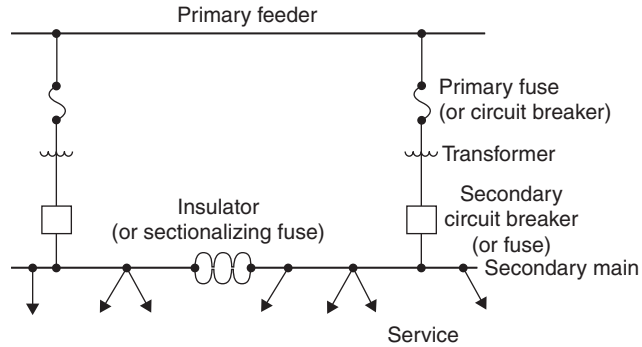 Primary feeder
Primary fuse
(or circuit breaker)
Transformer
Insulator
(or sectionalizing fuse)
Secondary
circuit breaker
(or fuse)
Secondary main
Service